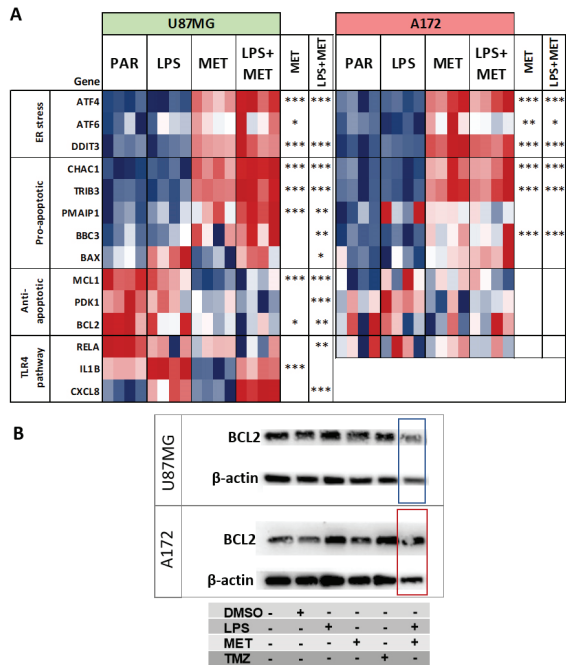 A
U87MG A172
Gene PAR LPS MET LPS+ MET MET LPS+MET PAR LPS MET LPS+ MET MET LPS+MET
ER stress
ATF4 *** *** *** ***
ATF6 * ** *
DDIT3 *** *** *** ***
Pro-apoptotic
CHAC1 *** *** *** ***
TRIB3 *** *** *** ***
PMAIP1 *** **
BBC3 ** *** ***
BAX *
Anti-
apoptotic
MCL1 *** ***
PDK1 ***
BCL2 * **
TLR4
pathway
RELA **
IL1B ***
CXCL8 ***
B
U87MG
BCL2
β-actin
A172
BCL2
β-actin
DMSO - + - - - -
LPS - - + - - +
MET - - - + - +
TMZ - - - - + -